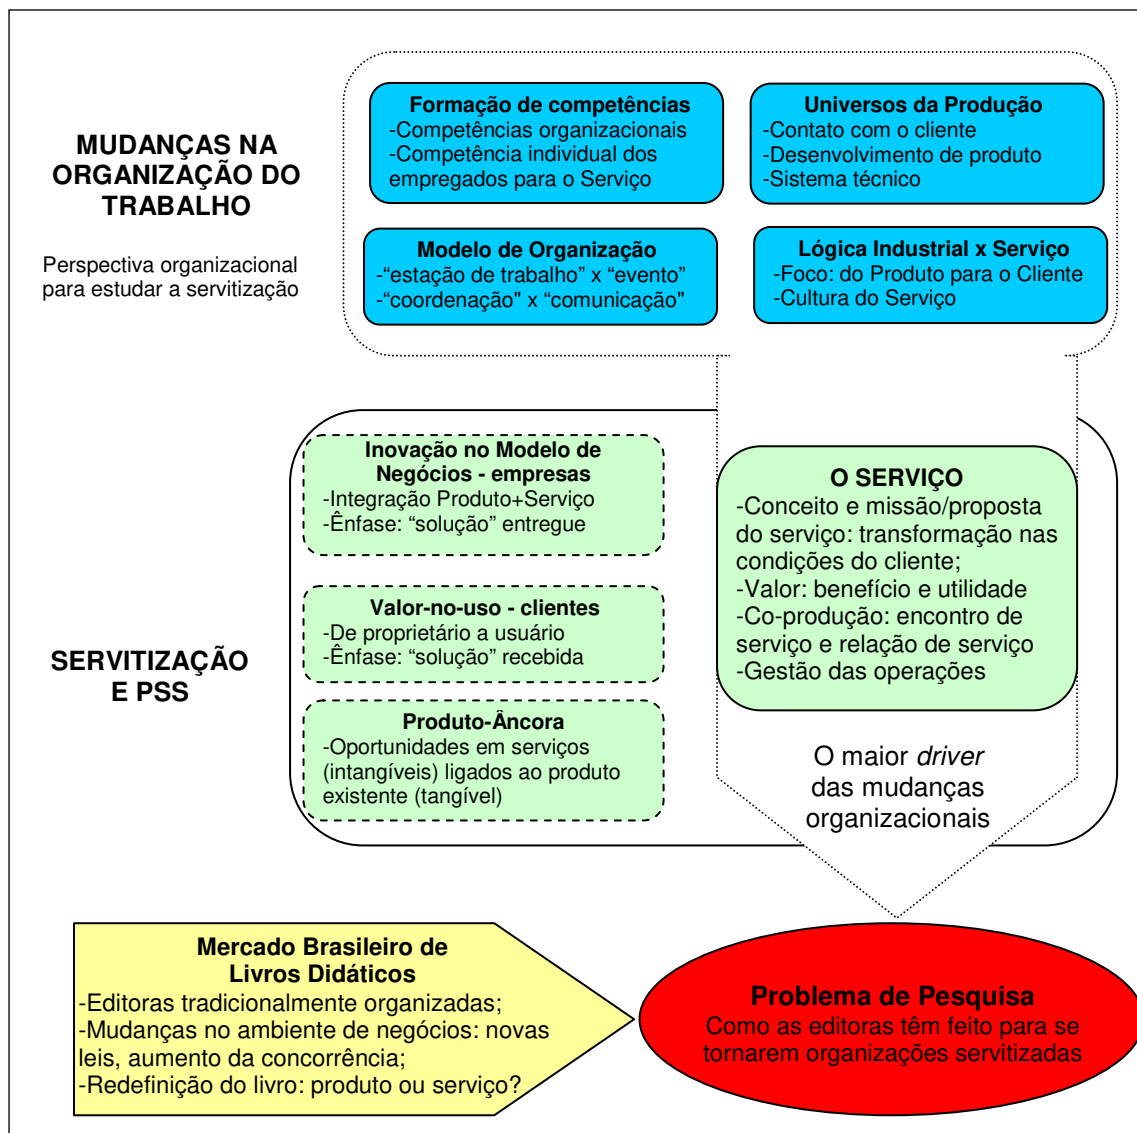 MUDANÇAS NA
ORGANIZAÇÃO DO
TRABALHO
Perspectiva organizacional
para estudar a servitização
Formação de competências
-Competências organizacionais
-Competência individual dos
empregados para o Serviço
Universos da Produção
-Contato com o cliente
-Desenvolvimento de produto
-Sistema técnico
Modelo de Organização
-“estação de trabalho” x “evento”
-“coordenação" x “comunicação"
Lógica Industrial x Serviço
-Foco: do Produto para o Cliente
-Cultura do Serviço
SERVITIZAÇÃO
E PSS
Inovação no Modelo de
Negócios - empresas
-Integração Produto+Serviço
-Ênfase: “solução” entregue
Valor-no-uso - clientes
-De proprietário a usuário
-Ênfase: “solução” recebida
Produto-Âncora
-Oportunidades em serviços
(intangíveis) ligados ao produto
existente (tangível)
O SERVIÇO
-Conceito e missão/proposta
do serviço: transformação nas
condições do cliente;
-Valor: benefício e utilidade
-Co-produção: encontro de
serviço e relação de serviço
-Gestão das operações
O maior driver
das mudanças
organizacionais
Mercado Brasileiro de
Livros Didáticos
-Editoras tradicionalmente organizadas;
-Mudanças no ambiente de negócios: novas
leis, aumento da concorrência;
-Redefinição do livro: produto ou serviço?
Problema de Pesquisa
Como as editoras têm feito para se
tornarem organizações servitizadas